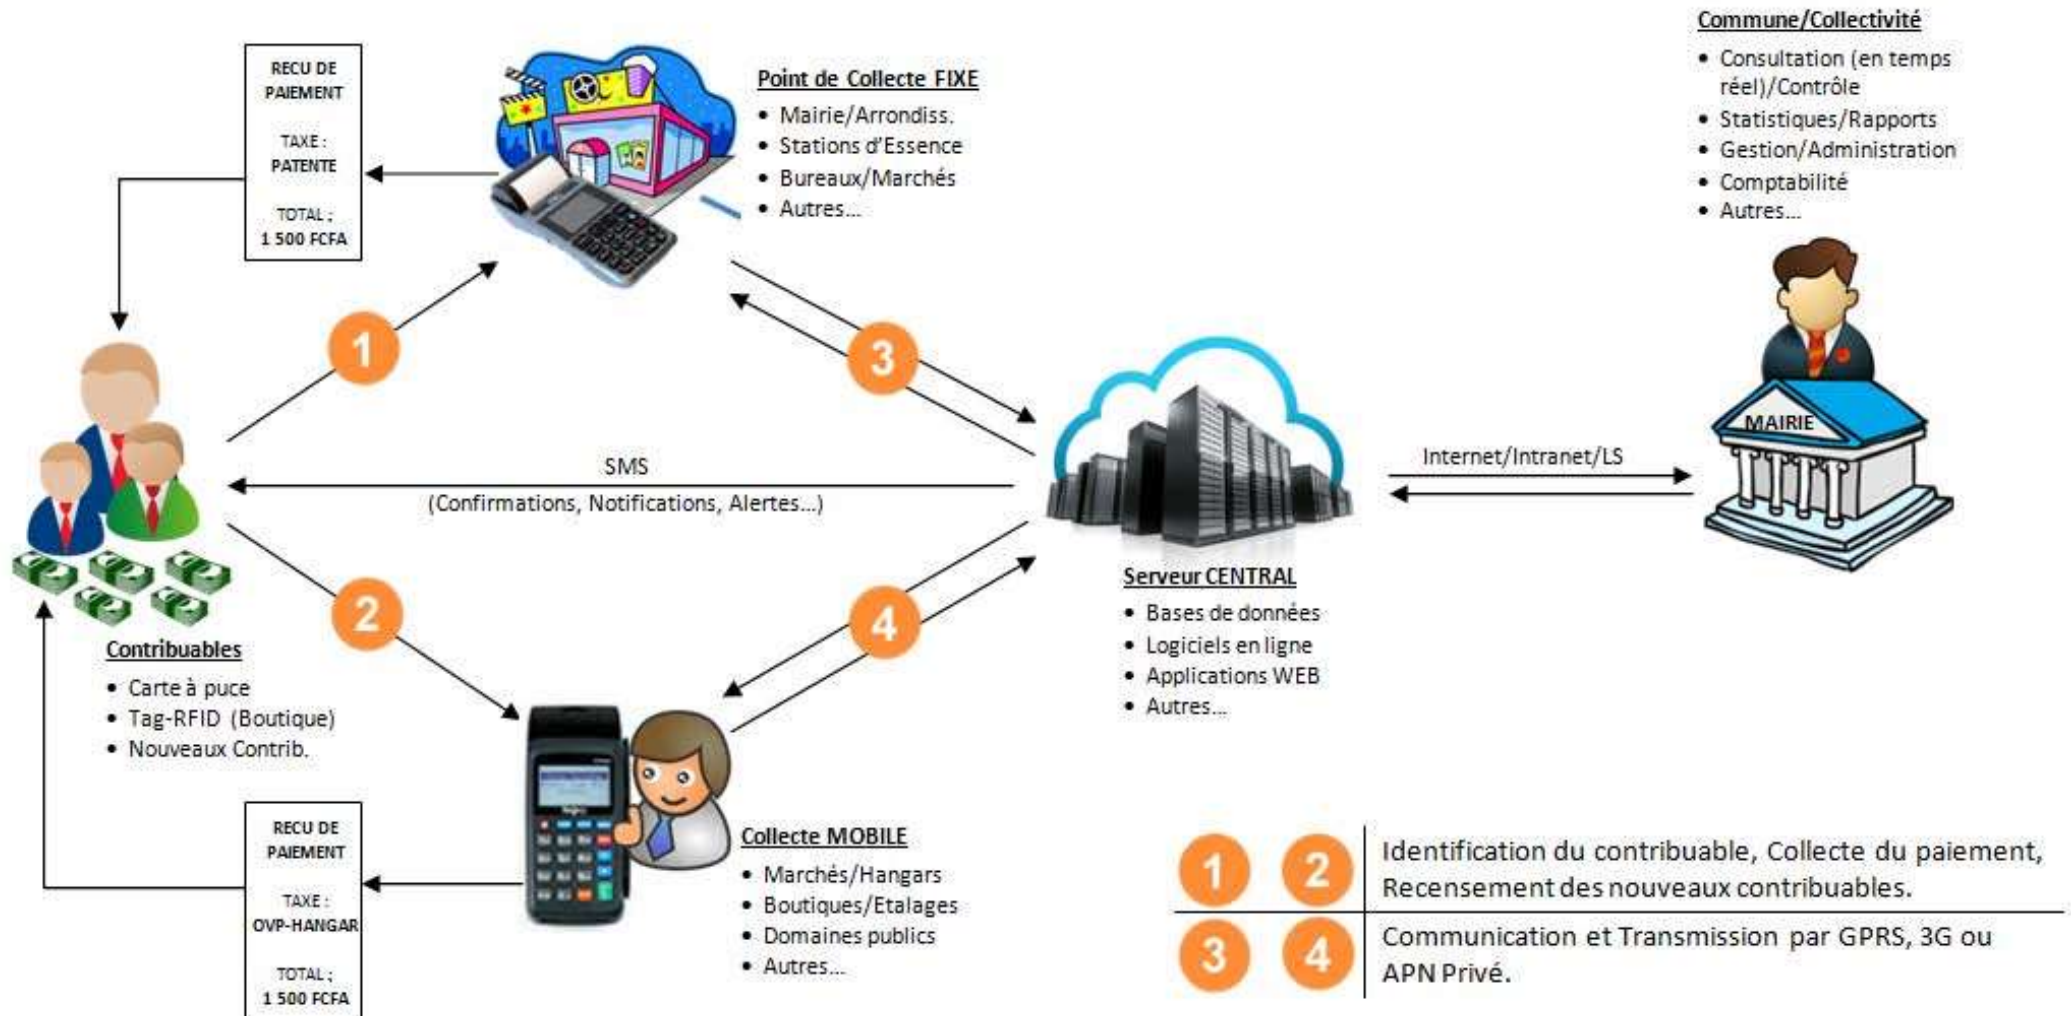 RECU DE
PAIEMENT
TAXE :
PATENTE
TOTAL ;
1 500 FCFA
Point de Collecte FIXE
• Mairie/Arrondiss.
• Stations d'Essence
• Bureaux/Marchés
• Autres...
Commune/Collectivité
• Consultation (en temps
réel)/Contrôle
• Statistiques/Rapports
• Gestion/Administration
• Comptabilité
• Autres...
1
3
MAIRIE
SMS
(Confirmations, Notifications, Alertes...)
Internet/Intranet/LS
2
4
Contribuables
• Carte à puce
• Tag-RFID (Boutique)
• Nouveaux Contrib.
Serveur CENTRAL
• Bases de données
• Logiciels en ligne
• Applications WEB
• Autres...
RECU DE
PAIEMENT
TAXE :
OVP-HANGAR
TOTAL ;
1 500 FCFA
Collecte MOBILE
• Marchés/Hangars
• Boutiques/Etalages
• Domaines publics
• Autres...
1 2 Identification du contribuable, Collecte du paiement,
Recensement des nouveaux contribuables.
3 4 Communication et Transmission par GPRS, 3G ou
APN Privé.